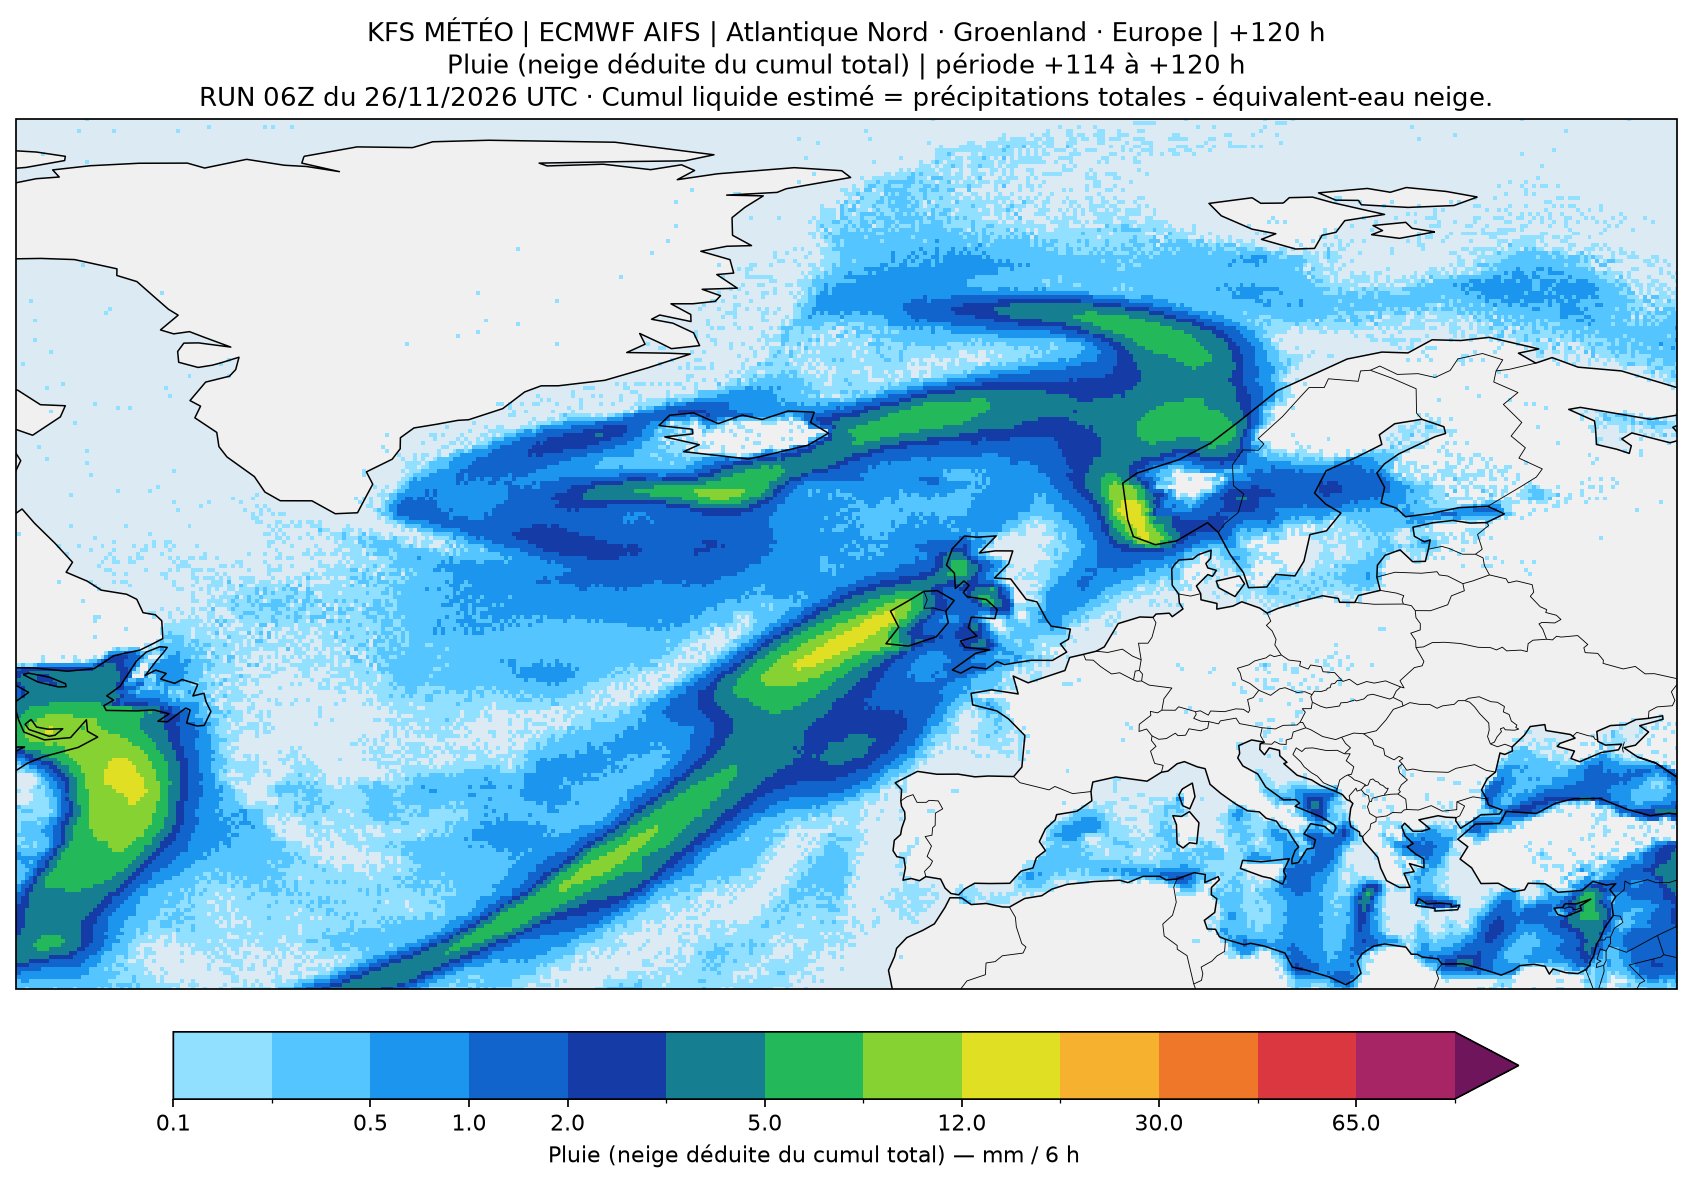 KFS MÉTÉO | ECMWF AIFS | Atlantique Nord · Groenland · Europe | +120 h
Pluie (neige déduite du cumul total) | période +114 à +120 h
RUN 06Z du 26/11/2026 UTC · Cumul liquide estimé = précipitations totales - équivalent-eau neige.
0.1 0.5 1.0 2.0 5.0 12.0 30.0 65.0
Pluie (neige déduite du cumul total) — mm / 6 h